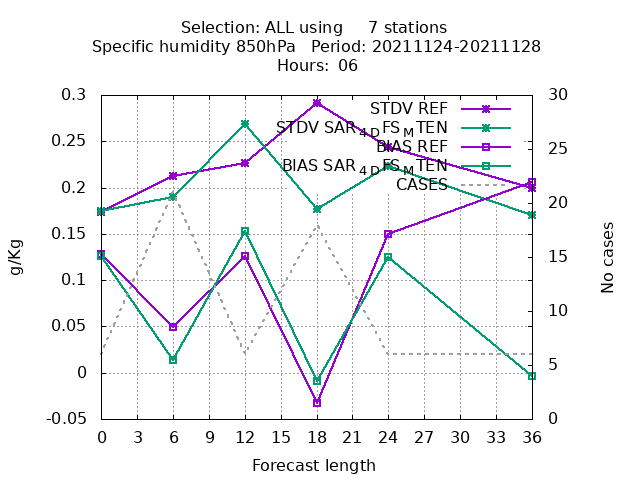 Selection: ALL using 7 stations
Specific humidity 850hPa Period: 20211124-20211128
Hours: 06
0.3
0.25
0.2
0.15
0.1
0.05
0
-0.05
g/Kg
STDV REF
STDV SAR4DFSMTEN
BIAS REF
BIAS SAR4DFSMTEN
CASES
30
25
20
15
10
5
0
No cases
0 3 6 9 12 15 18 21 24 27 30 33 36
Forecast length